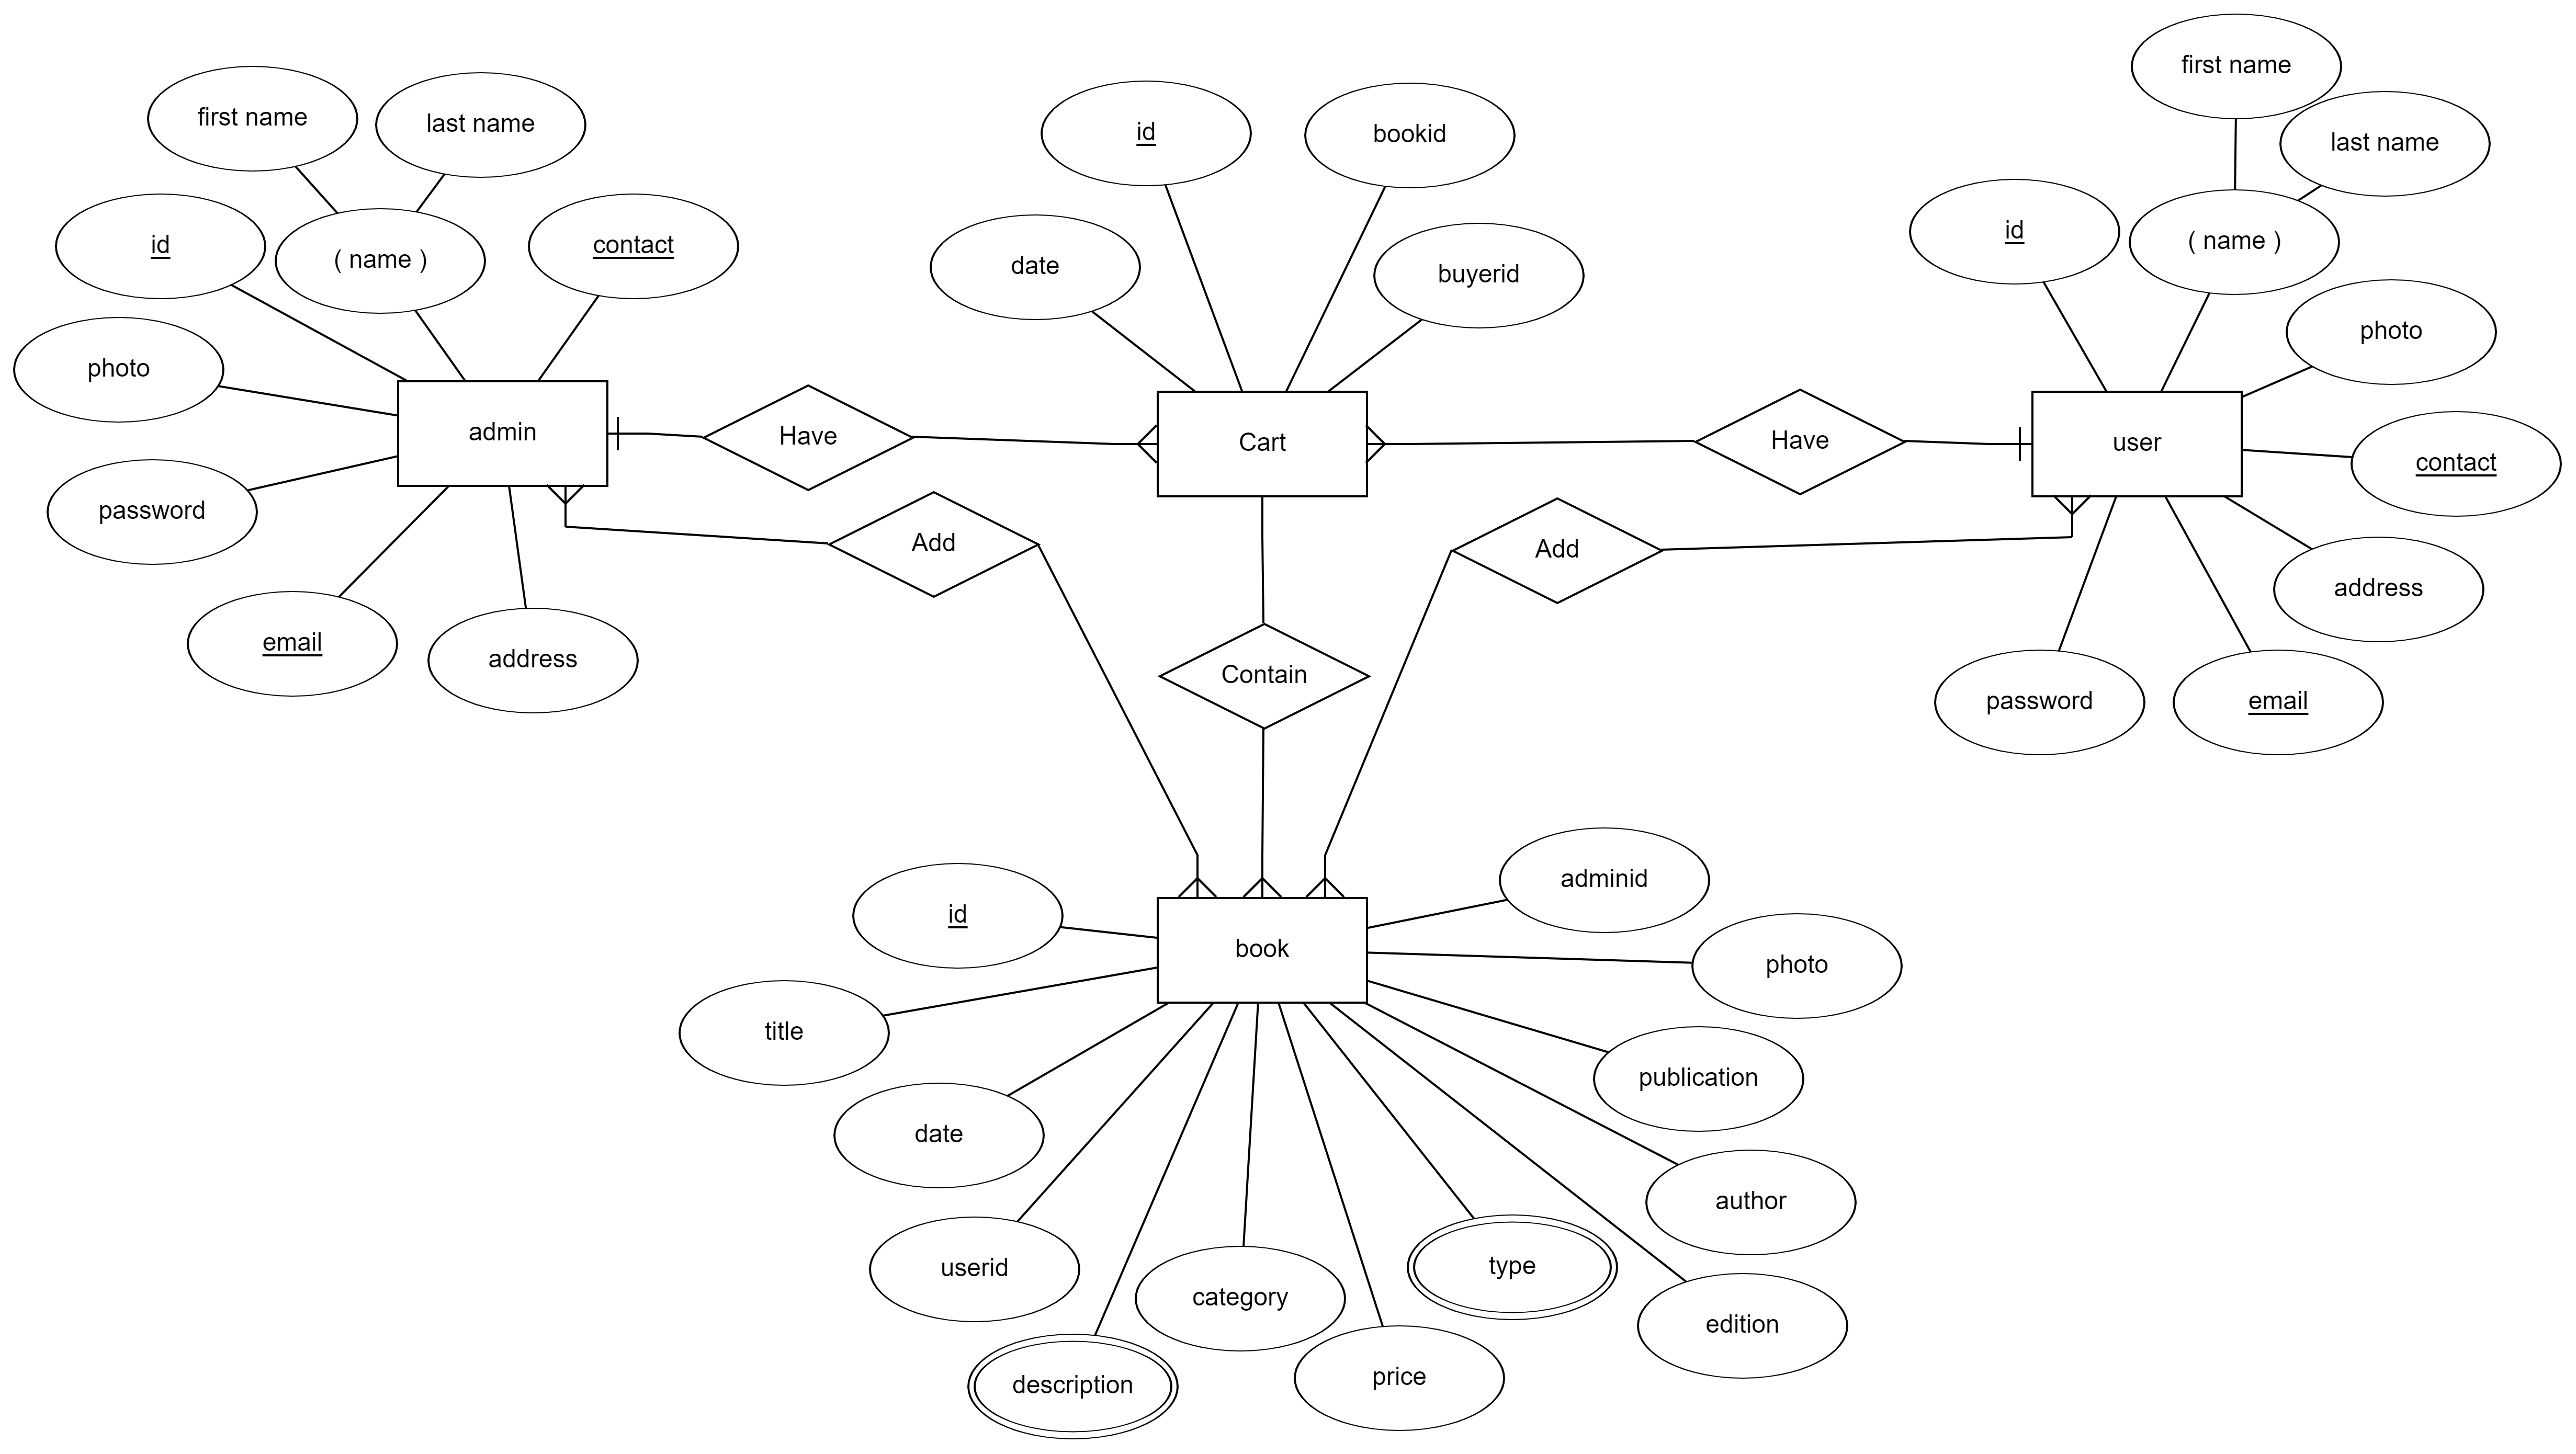 first name
last name
id
( name )
contact
photo
admin
password
email
address
Have
Add
id
bookid
date
buyerid
Cart
Have
Add
Contain
first name
last name
id
( name )
photo
user
contact
address
password
email
book
id
title
date
userid
description
category
price
type
edition
author
publication
photo
adminid